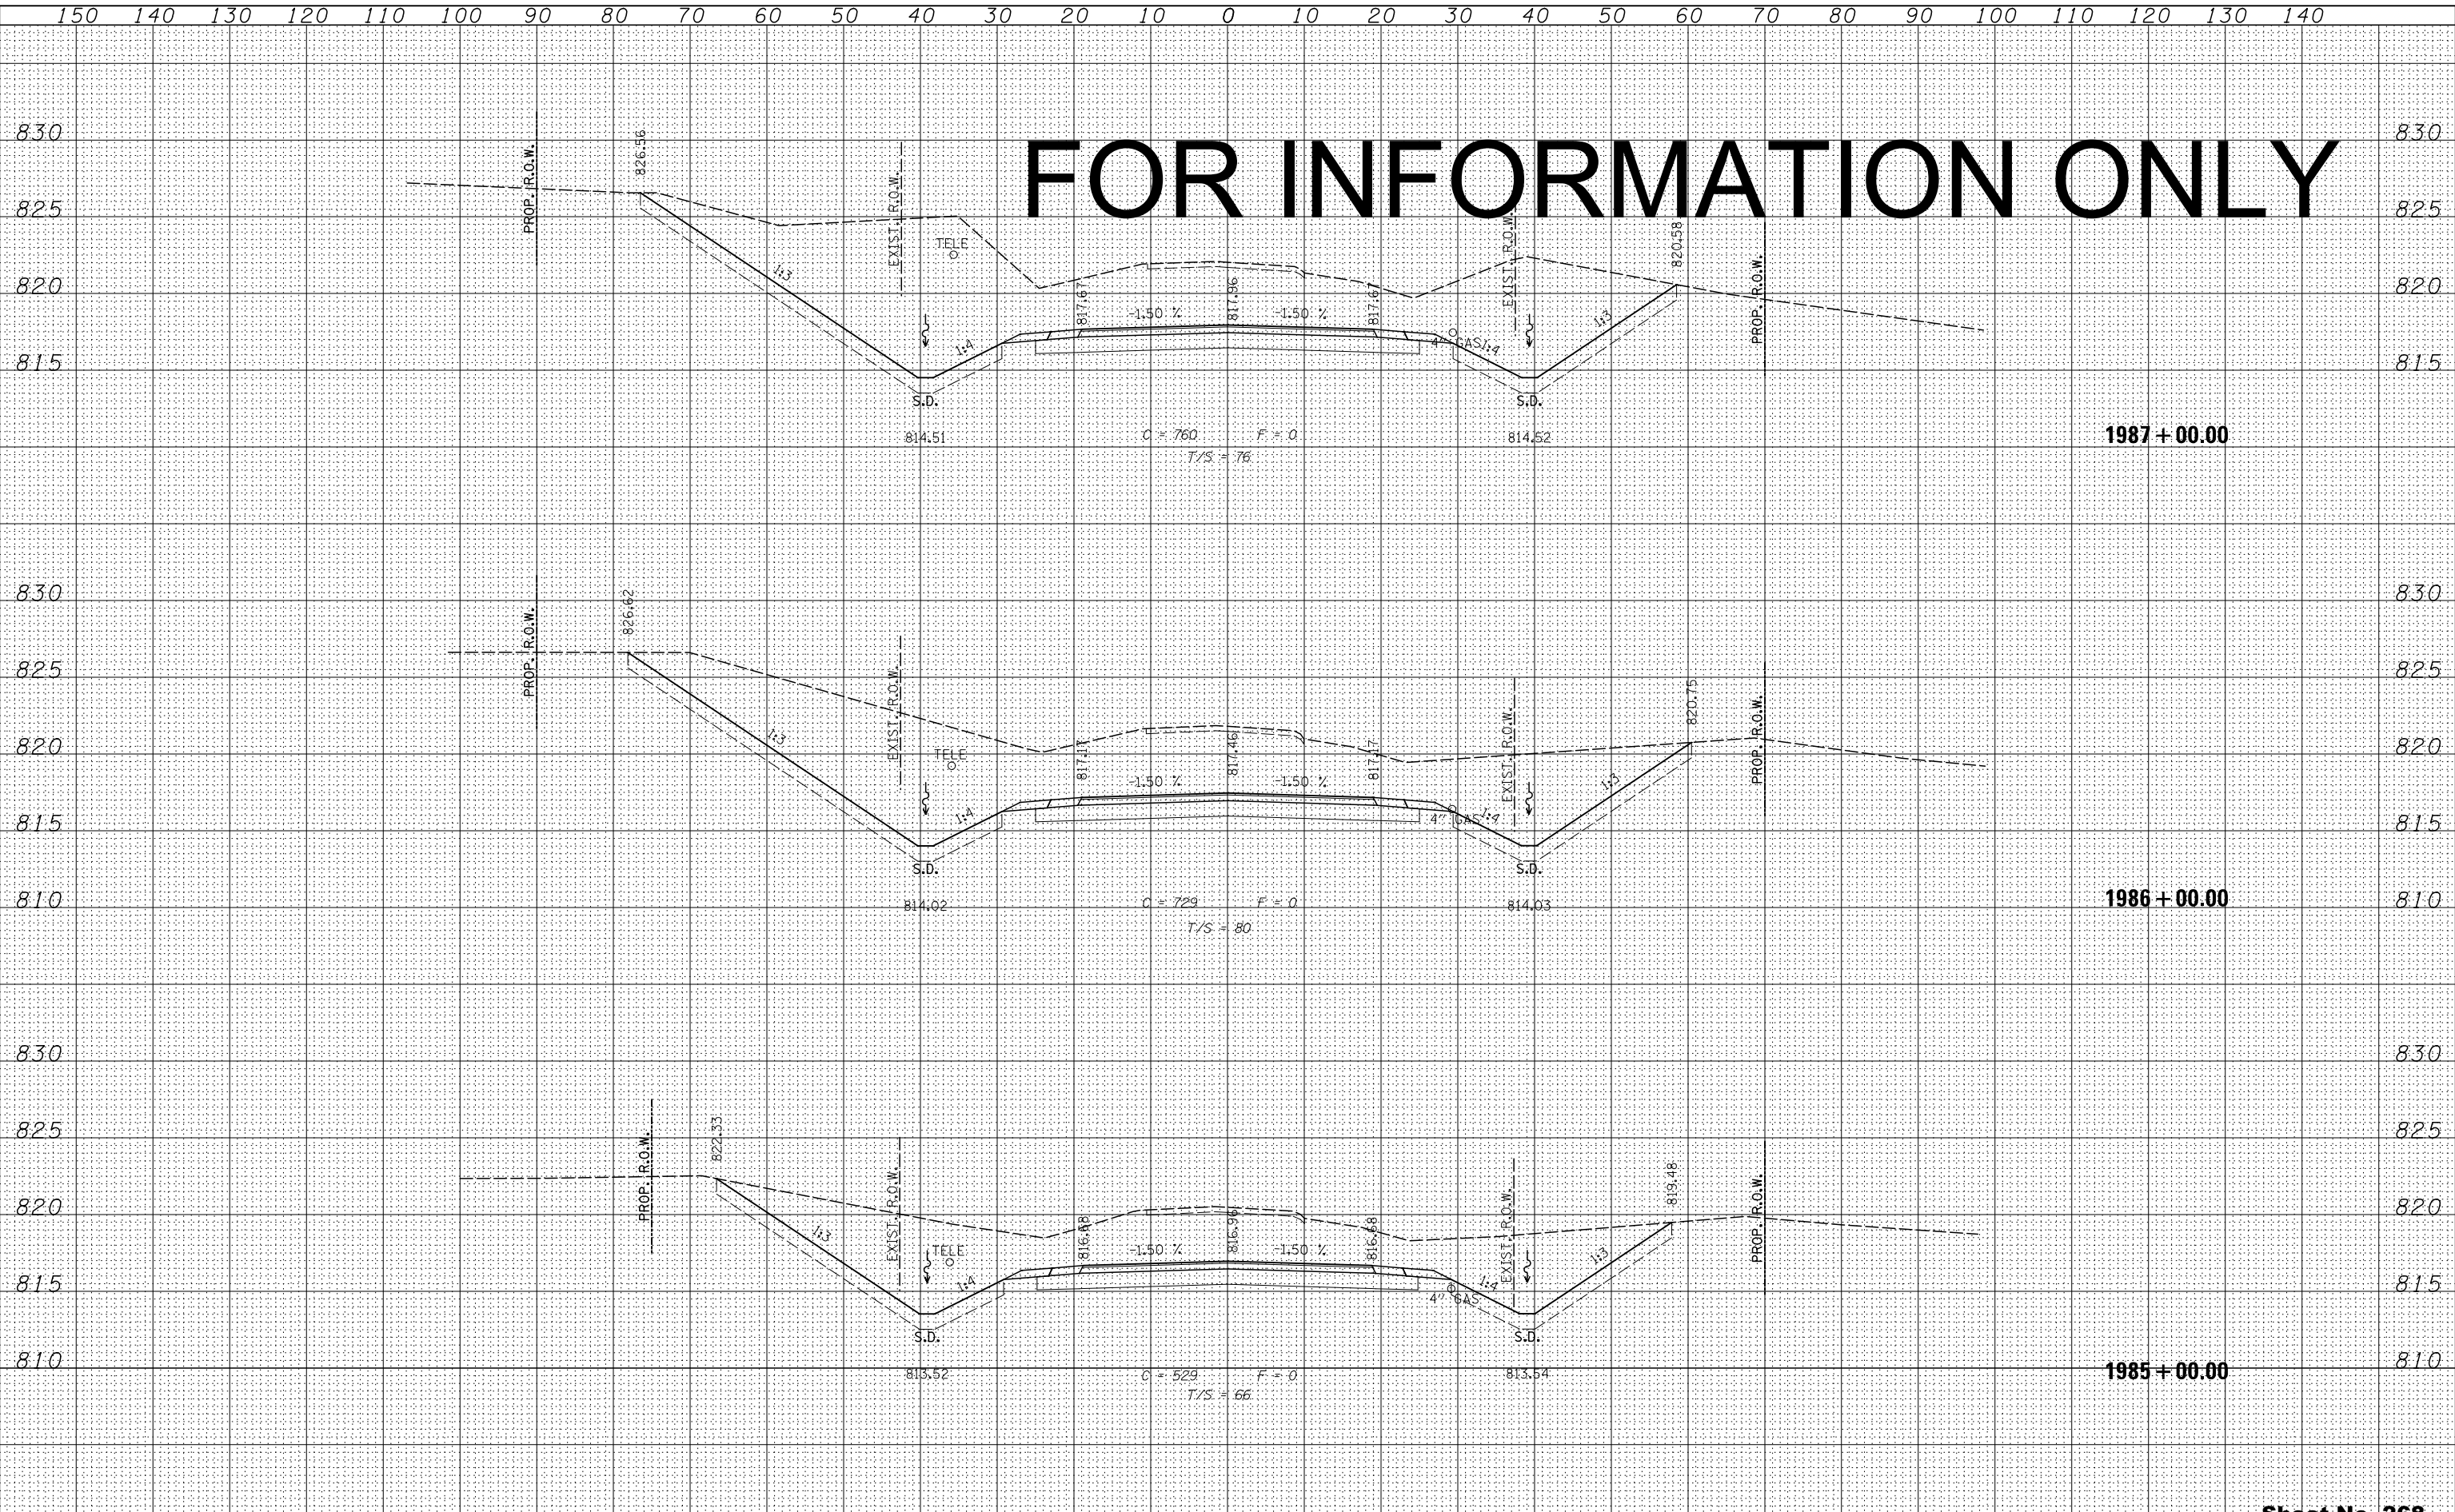 150 140 130 120 110 100 90 80 70 60 50 40 30 20 10 0 10 20 30 40 50 60 70 80 90 100 110 120 130 140
FOR INFORMATION ONLY
830 830
825 825
820 820
815 815
PROP. R.O.W.
826.56
EXIST. R.O.W.
TELE
1:3
1:4
817.67
-1.50 %
817.96
-1.50 %
817.67
4" GAS
1:4
EXIST. R.O.W.
1:3
820.58
PROP. R.O.W.
S.D. S.D.
814.51 C = 760 F = 0 814.52
T/S = 76
1987 + 00.00
830 830
825 825
820 820
815 815
810 810
PROP. R.O.W.
826.62
EXIST. R.O.W.
TELE
1:3
1:4
817.17
-1.50 %
817.46
-1.50 %
817.17
4" GAS
1:4
EXIST. R.O.W.
1:3
820.75
PROP. R.O.W.
S.D. S.D.
814.02 C = 729 F = 0 814.03
T/S = 80
1986 + 00.00
830 830
825 825
820 820
815 815
810 810
PROP. R.O.W.
822.33
EXIST. R.O.W.
TELE
1:3
1:4
816.68
-1.50 %
816.96
-1.50 %
816.68
4" GAS
1:4
EXIST. R.O.W.
1:3
819.48
PROP. R.O.W.
S.D. S.D.
813.52 C = 529 F = 0 813.54
T/S = 66
1985 + 00.00
Sheet No. 268